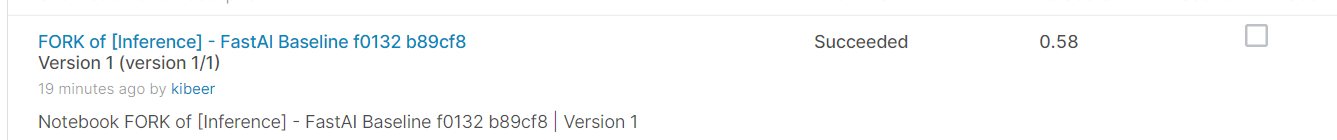 FORK of [Inference] - FastAI Baseline f0132 b89cf8 Succeeded 0.58
Version 1 (version 1/1)
19 minutes ago by kibeer
Notebook FORK of [Inference] - FastAI Baseline f0132 b89cf8 | Version 1